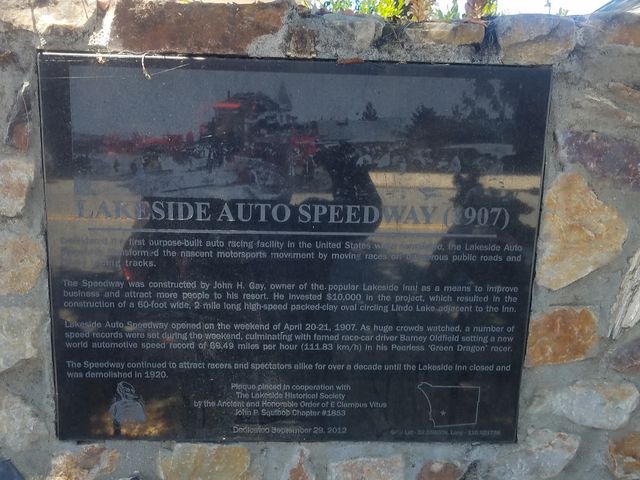 LAKESIDE AUTO SPEEDWAY (1907)
first purpose-built auto racing facility in the United States the Lakeside Auto
the nascent motorsports movement by moving races off public roads and
tracks.
The Speedway was constructed by John H. Gay, owner of the popular Lakeside Inn as a means to improve
business and attract more people to his resort. He invested $10,000 in the project, which resulted in the
construction of a 60-foot wide, 2 mile long high-speed packed-clay oval circling Lindo Lake adjacent to the Inn.
Lakeside Auto Speedway opened on the weekend of April 20-21, 1907. As huge crowds watched, a number of
speed records were set during the weekend, culminating with famed race-car driver Barney Oldfield setting a new
world automotive speed record of 69.49 miles per hour (111.83 km/h) in his Peerless 'Green Dragon' racer.
The Speedway continued to attract racers and spectators alike for over a decade until the Lakeside Inn closed and
was demolished in 1920.
Plaque placed in cooperation with
The Lakeside Historical Society
by the Ancient and Honorable Order of E Clampus Vitus
John P. Squibob Chapter #1853
Dedicated September 29, 2012